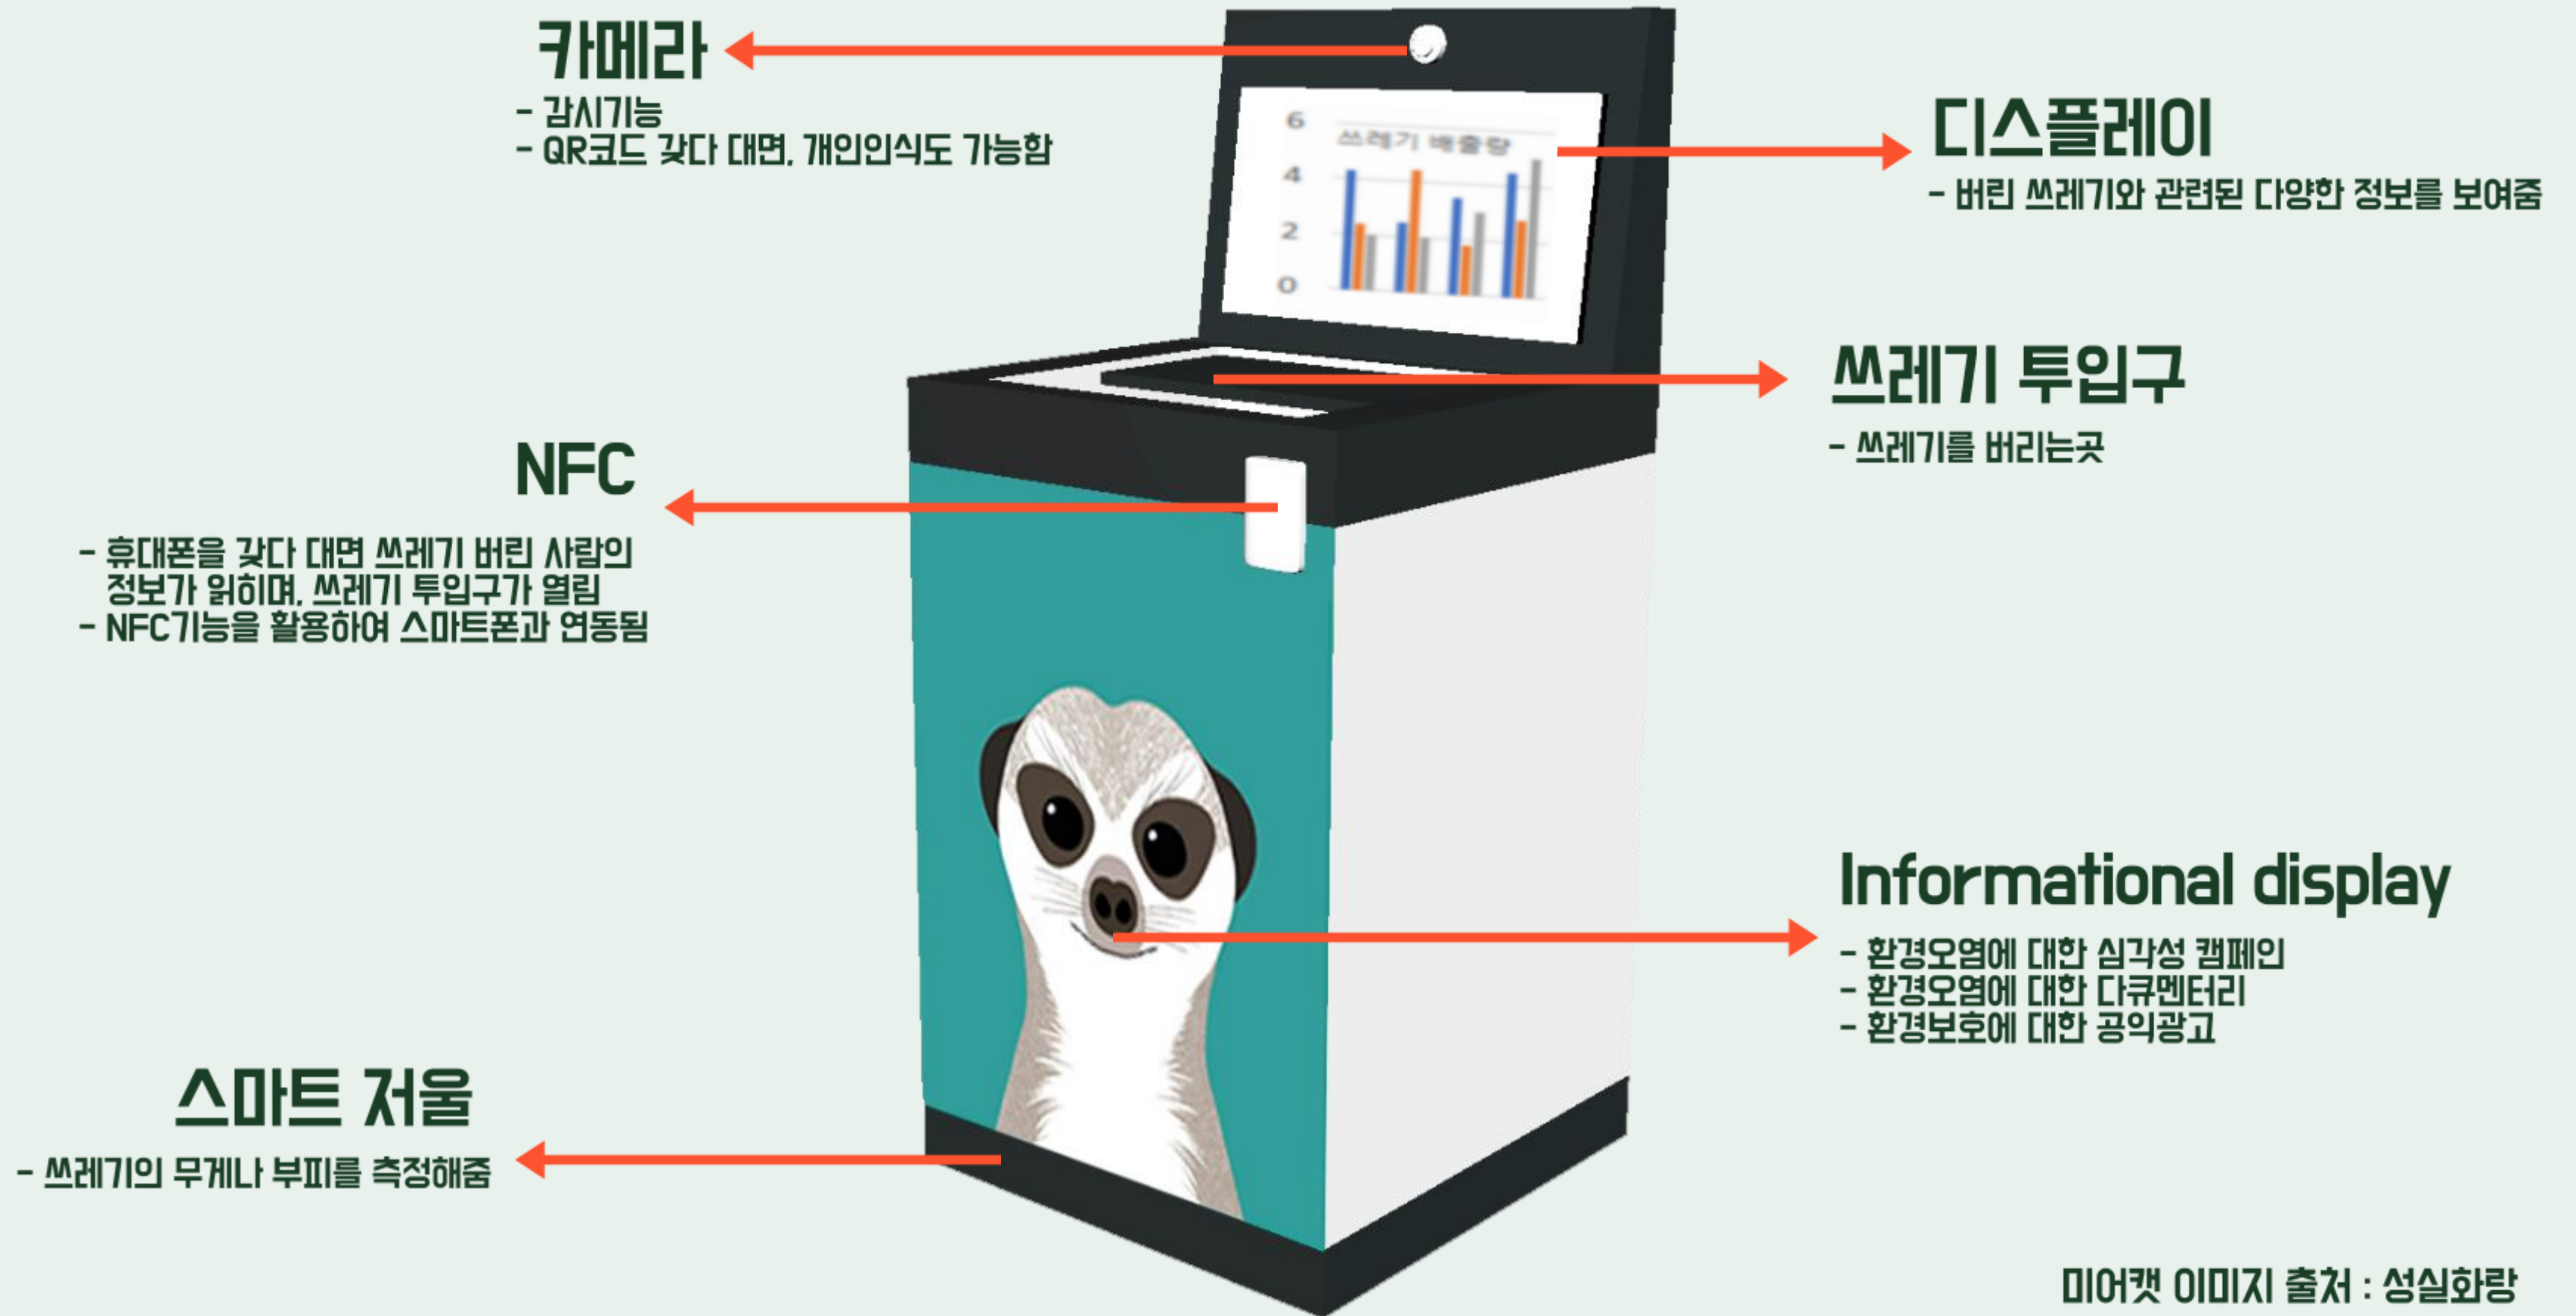 카메라
- 감시기능
- QR코드 갖다 대면, 개인인식도 가능함
6
쓰레기 배출량
4
2
0
디스플레이
- 버린 쓰레기와 관련된 다양한 정보를 보여줌
쓰레기 투입구
- 쓰레기를 버리는곳
NFC
- 휴대폰을 갖다 대면 쓰레기 버린 사람의
정보가 읽히며, 쓰레기 투입구가 열림
- NFC기능을 활용하여 스마트폰과 연동됨
Informational display
- 환경오염에 대한 심각성 캠페인
- 환경오염에 대한 다큐멘터리
- 환경보호에 대한 공익광고
스마트 저울
- 쓰레기의 무게나 부피를 측정해줌
미어캣 이미지 출처 : 성실화랑